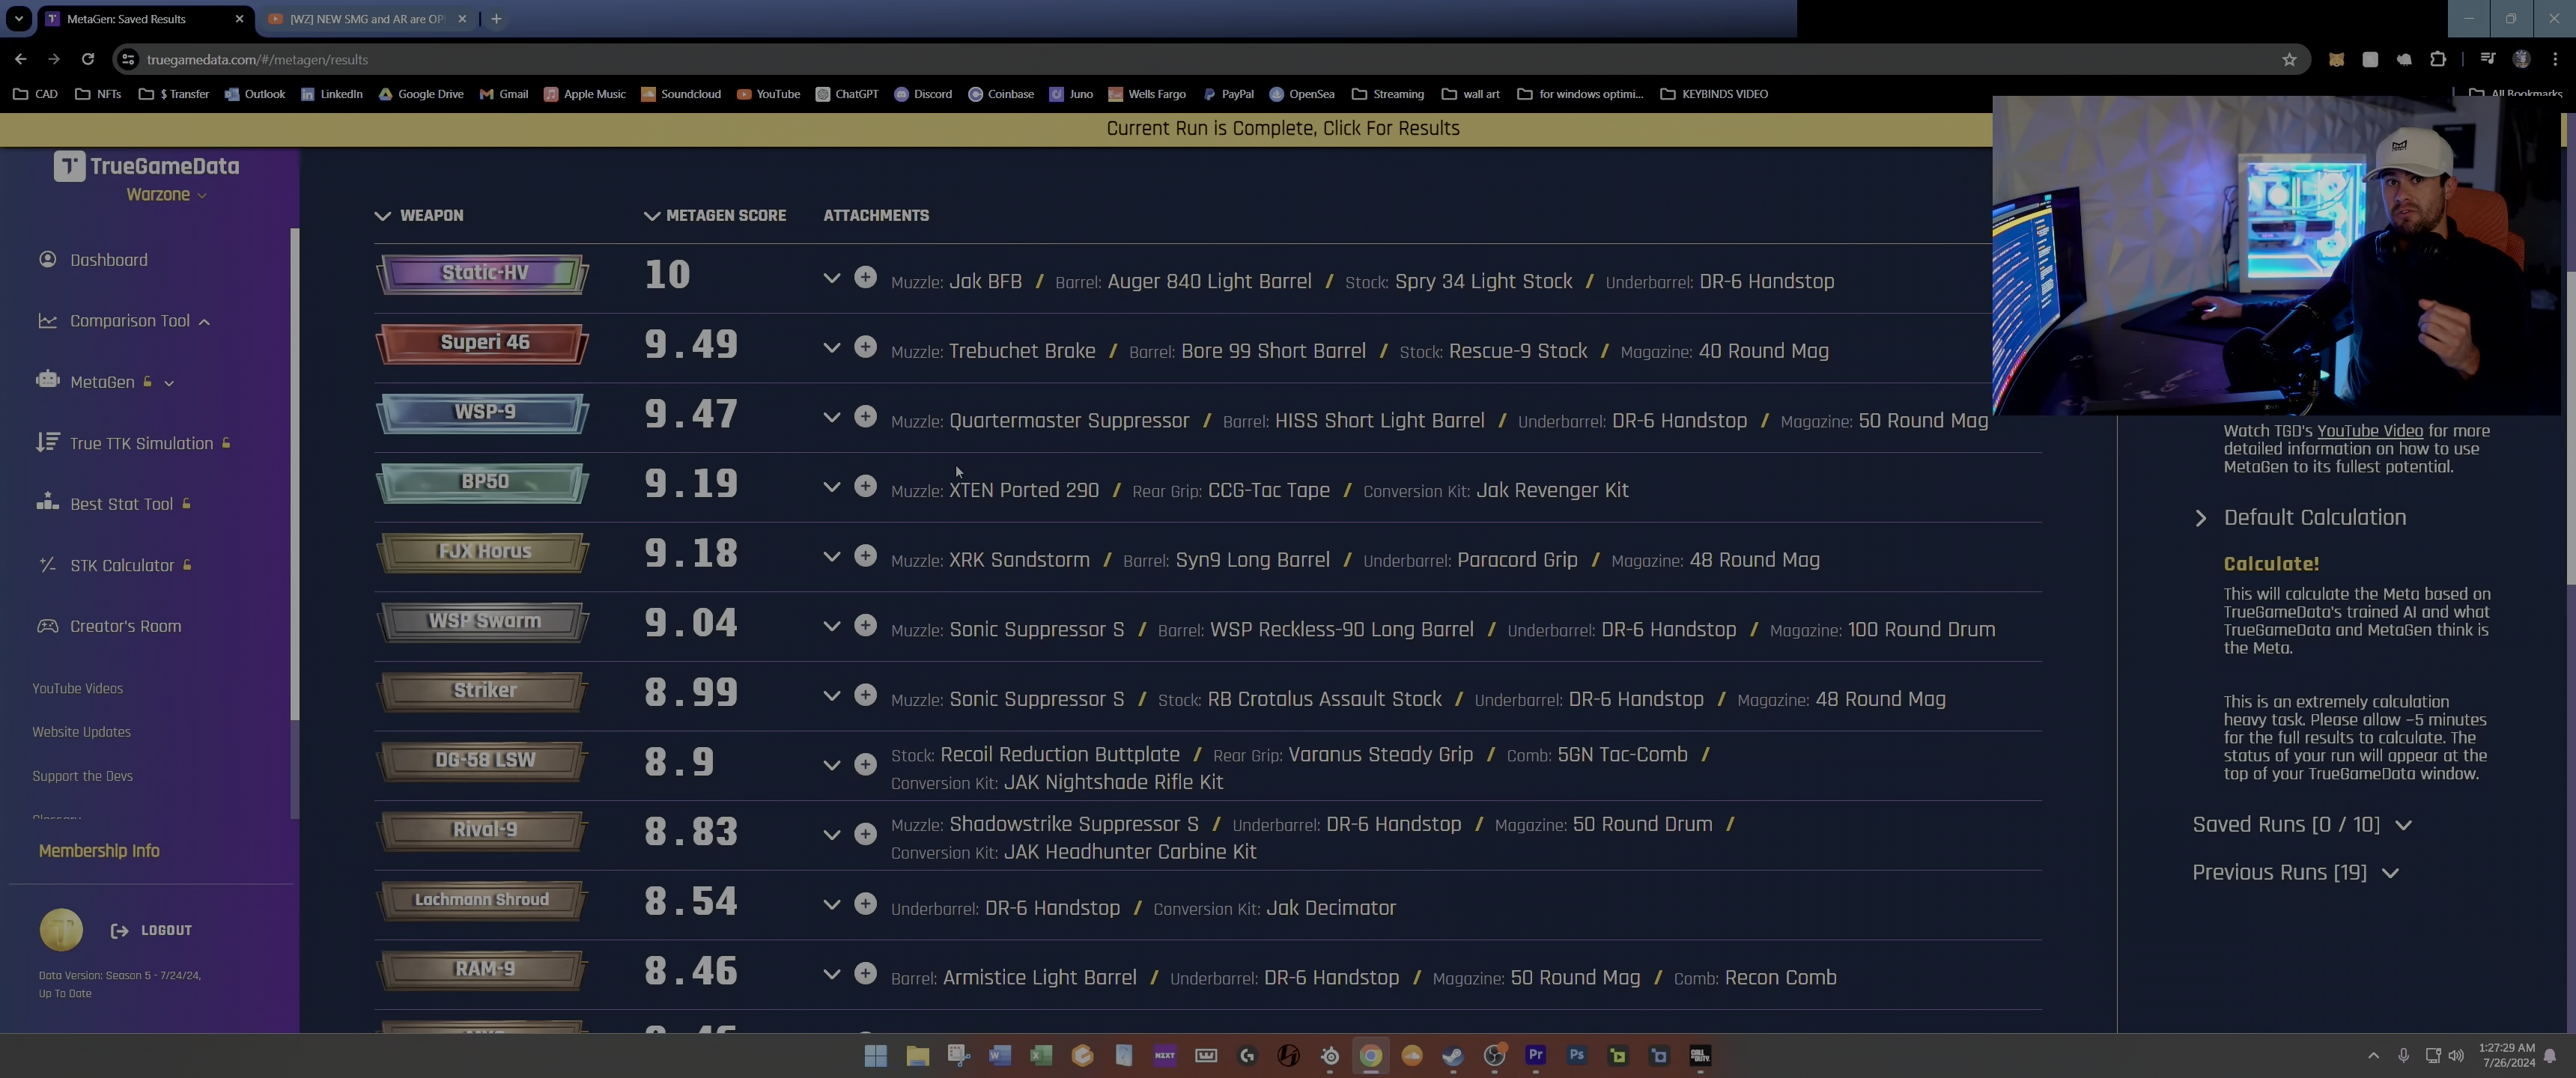 MetaGen: Saved Results
[WZ] NEW SMG and AR are OP
truegamedata.com/#/metagen/results
CAD NFTs $ Transfer Outlook LinkedIn Google Drive Gmail Apple Music Soundcloud YouTube ChatGPT Discord Coinbase Juno Wells Fargo PayPal OpenSea Streaming wall art for windows optimi... KEYBINDS VIDEO All Bookmarks
Current Run is Complete, Click For Results
TrueGameData
Warzone
Dashboard
Comparison Tool
MetaGen
True TTK Simulation
Best Stat Tool
STK Calculator
Creator's Room
YouTube Videos
Website Updates
Support the Devs
Glossary
Membership Info
LOGOUT
Data Version: Season 5 - 7/24/24,
Up To Date
WEAPON METAGEN SCORE ATTACHMENTS
Static-HV 10 Muzzle: Jak BFB / Barrel: Auger 840 Light Barrel / Stock: Spry 34 Light Stock / Underbarrel: DR-6 Handstop
Superi 46 9.49 Muzzle: Trebuchet Brake / Barrel: Bore 99 Short Barrel / Stock: Rescue-9 Stock / Magazine: 40 Round Mag
WSP-9 9.47 Muzzle: Quartermaster Suppressor / Barrel: HISS Short Light Barrel / Underbarrel: DR-6 Handstop / Magazine: 50 Round Mag
BP50 9.19 Muzzle: XTEN Ported 290 / Rear Grip: CCG-Tac Tape / Conversion Kit: Jak Revenger Kit
FJX Horus 9.18 Muzzle: XRK Sandstorm / Barrel: Syn9 Long Barrel / Underbarrel: Paracord Grip / Magazine: 48 Round Mag
WSP Swarm 9.04 Muzzle: Sonic Suppressor S / Barrel: WSP Reckless-90 Long Barrel / Underbarrel: DR-6 Handstop / Magazine: 100 Round Drum
Striker 8.99 Muzzle: Sonic Suppressor S / Stock: RB Crotalus Assault Stock / Underbarrel: DR-6 Handstop / Magazine: 48 Round Mag
DG-58 LSW 8.9 Stock: Recoil Reduction Buttplate / Rear Grip: Varanus Steady Grip / Comb: 5GN Tac-Comb /
Conversion Kit: JAK Nightshade Rifle Kit
Rival-9 8.83 Muzzle: Shadowstrike Suppressor S / Underbarrel: DR-6 Handstop / Magazine: 50 Round Drum /
Conversion Kit: JAK Headhunter Carbine Kit
Lachmann Shroud 8.54 Underbarrel: DR-6 Handstop / Conversion Kit: Jak Decimator
RAM-9 8.46 Barrel: Armistice Light Barrel / Underbarrel: DR-6 Handstop / Magazine: 50 Round Mag / Comb: Recon Comb
Watch TGD's YouTube Video for more
detailed information on how to use
MetaGen to its fullest potential.
Default Calculation
Calculate!
This will calculate the Meta based on
TrueGameData's trained AI and what
TrueGameData and MetaGen think is
the Meta.
This is an extremely calculation
heavy task. Please allow ~5 minutes
for the full results to calculate. The
status of your run will appear at the
top of your TrueGameData window.
Saved Runs [0 / 10]
Previous Runs [19]
NZXT
Pr
Ps
1:27:29 AM
7/26/2024